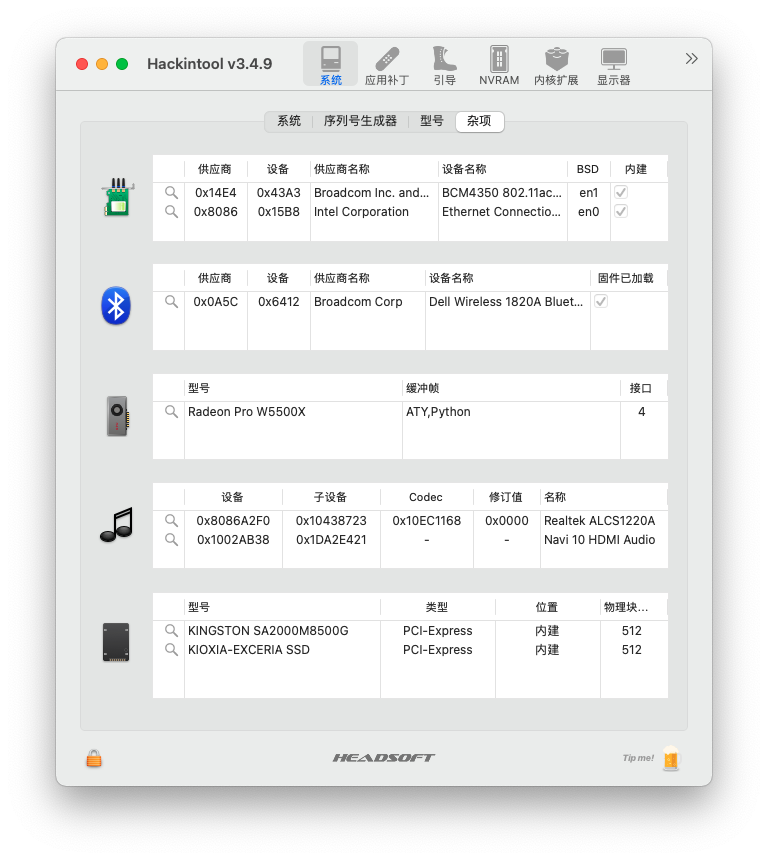 Hackintool v3.4.9
系统 应用补丁 引导 NVRAM 内核扩展 显示器
系统 序列号生成器 型号 杂项
供应商 设备 供应商名称 设备名称 BSD 内建
0x14E4 0x43A3 Broadcom Inc. and... BCM4350 802.11ac... en1
0x8086 0x15B8 Intel Corporation Ethernet Connectio... en0
供应商 设备 供应商名称 设备名称 固件已加载
0x0A5C 0x6412 Broadcom Corp Dell Wireless 1820A Bluet...
型号 缓冲帧 接口
Radeon Pro W5500X ATY,Python 4
设备 子设备 Codec 修订值 名称
0x8086A2F0 0x10438723 0x10EC1168 0x0000 Realtek ALCS1220A
0x1002AB38 0x1DA2E421 - - Navi 10 HDMI Audio
型号 类型 位置 物理块...
KINGSTON SA2000M8500G PCI-Express 内建 512
KIOXIA-EXCERIA SSD PCI-Express 内建 512
HEADSOFT
Tip me!